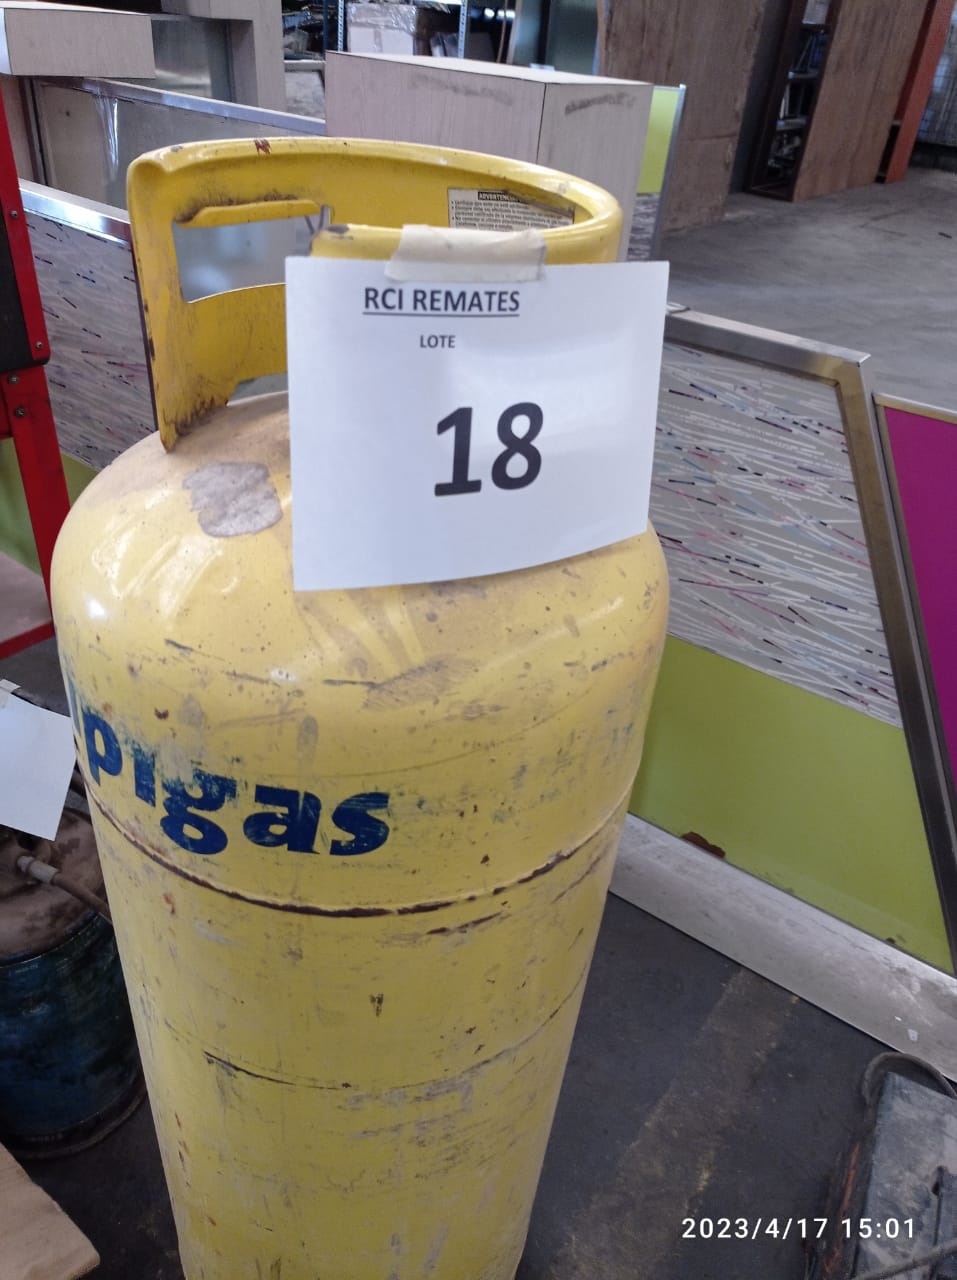 ADVERTENCIA
RCI REMATES
LOTE
18
pigas
2023/4/17 15:01